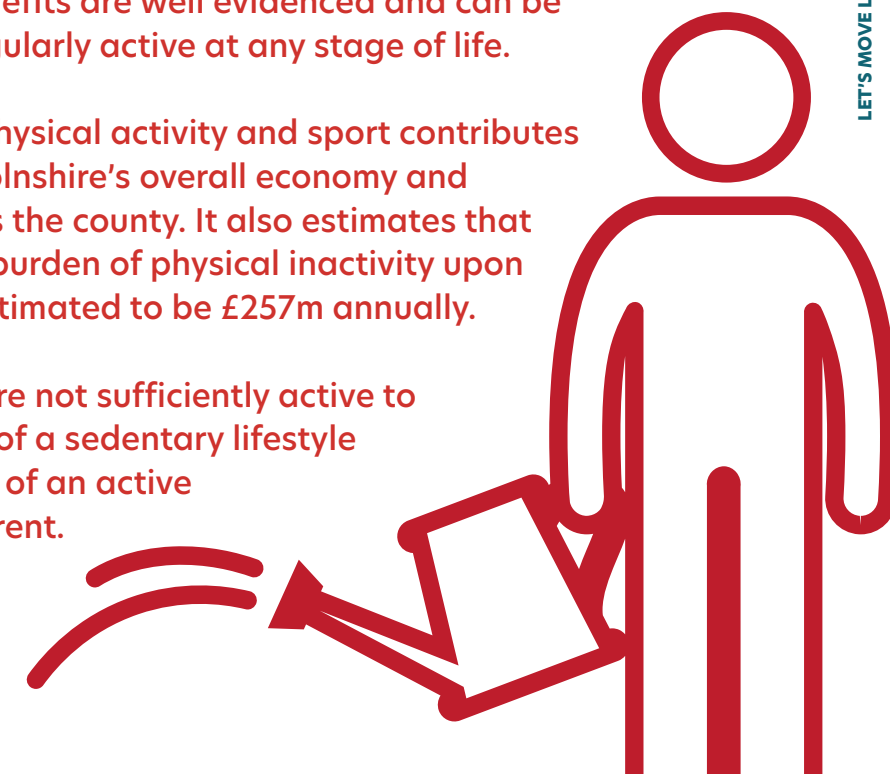 efits are well evidenced and can be
gularly active at any stage of life.
hysical activity and sport contributes
olnshire's overall economy and
s the county. It also estimates that
burden of physical inactivity upon
timated to be £257m annually.
re not sufficiently active to
of a sedentary lifestyle
of an active
rent.
LET'S MOVE L